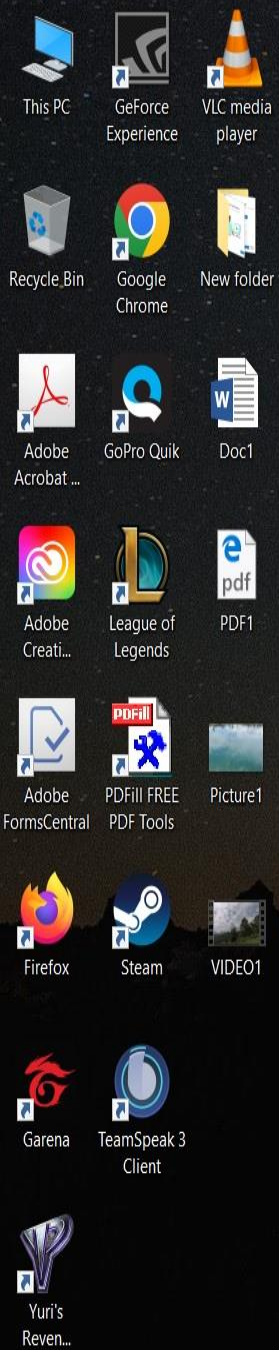 This PC
GeForce
Experience
VLC media
player
Recycle Bin
Google
Chrome
New folder
Adobe
Acrobat ...
GoPro Quik
W
Doc1
Adobe
Creati...
League of
Legends
pdf
PDF1
Adobe
FormsCentral
PDFill
PDFill FREE
PDF Tools
Picture1
Firefox
Steam
VIDEO1
Garena
TeamSpeak 3
Client
Yuri's
Reven...